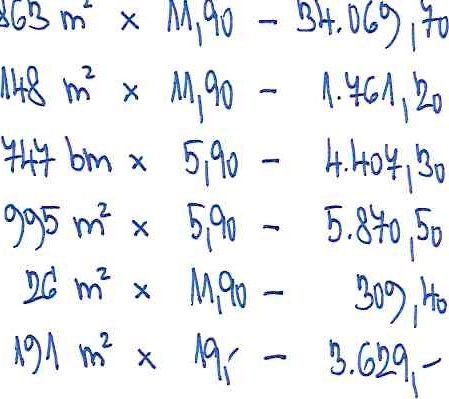 863 m² × 11,90 – 34.069,70
148 m² × 11,90 – 1.761,20
747 bm × 5,90 – 4.407,30
995 m² × 5,90 – 5.870,50
26 m² × 11,90 – 309,40
191 m² × 19,- – 3.629,-